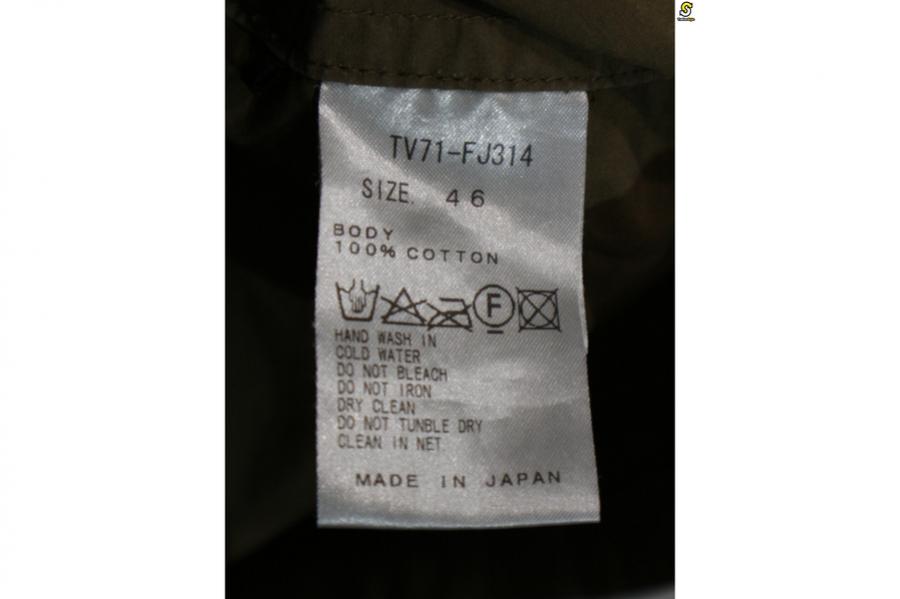 TV71-FJ314
SIZE. 46
BODY
100% COTTON
F
HAND WASH IN
COLD WATER
DO NOT BLEACH
DO NOT IRON
DRY CLEAN
DO NOT TUNBLE DRY
CLEAN IN NET
MADE IN JAPAN